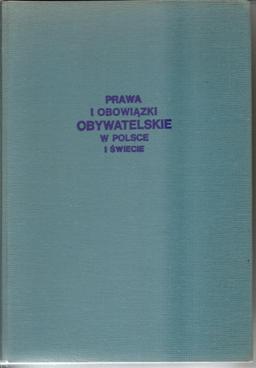 PRAWA
I OBOWIĄZKI
OBYWATELSKIE
W POLSCE
I ŚWIECIE